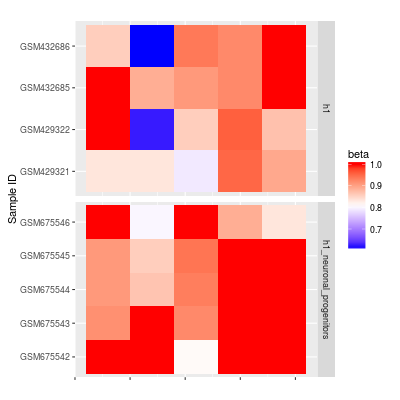 GSM432686
GSM432685
GSM429322
GSM429321
h1
GSM675546
GSM675545
GSM675544
GSM675543
GSM675542
h1_neuronal_progenitors
Sample ID
beta
1.0
0.9
0.8
0.7